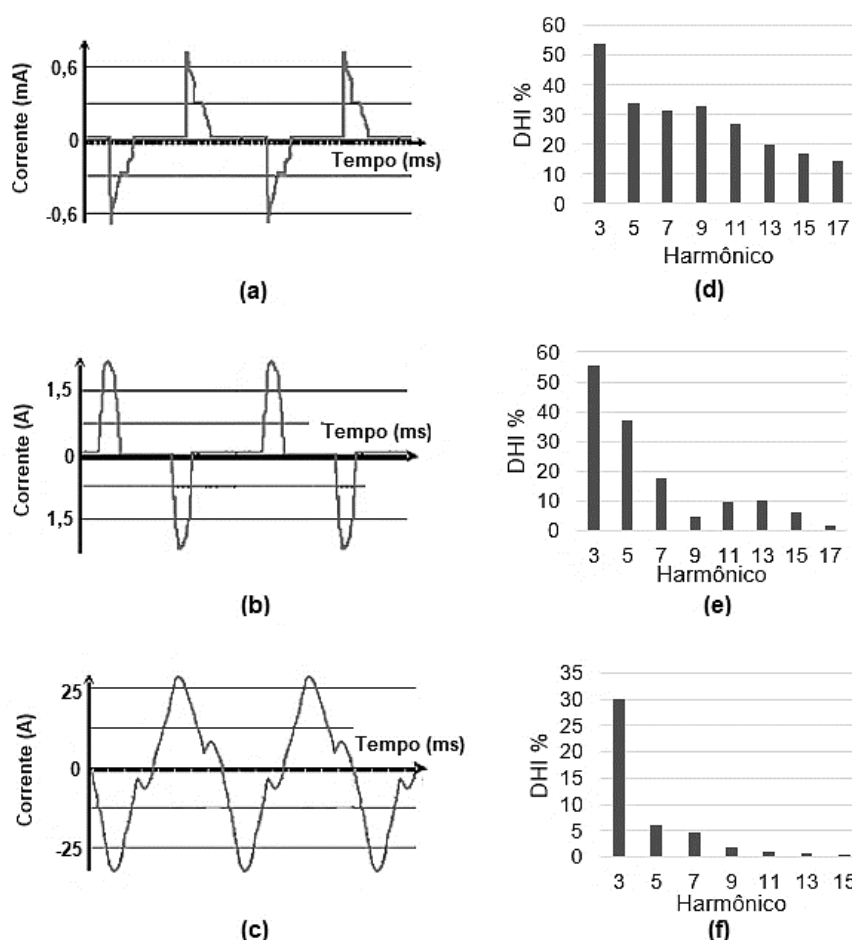 Corrente (mA)
0,6
0
-0,6
Tempo (ms)
(a)
DHI %
60
50
40
30
20
10
0
3 5 7 9 11 13 15 17
Harmônico
(d)
Corrente (A)
1,5
0
1,5
Tempo (ms)
(b)
DHI %
60
50
40
30
20
10
0
3 5 7 9 11 13 15 17
Harmônico
(e)
Corrente (A)
25
0
-25
Tempo (ms)
(c)
DHI %
35
30
25
20
15
10
5
0
3 5 7 9 11 13 15
Harmônico
(f)